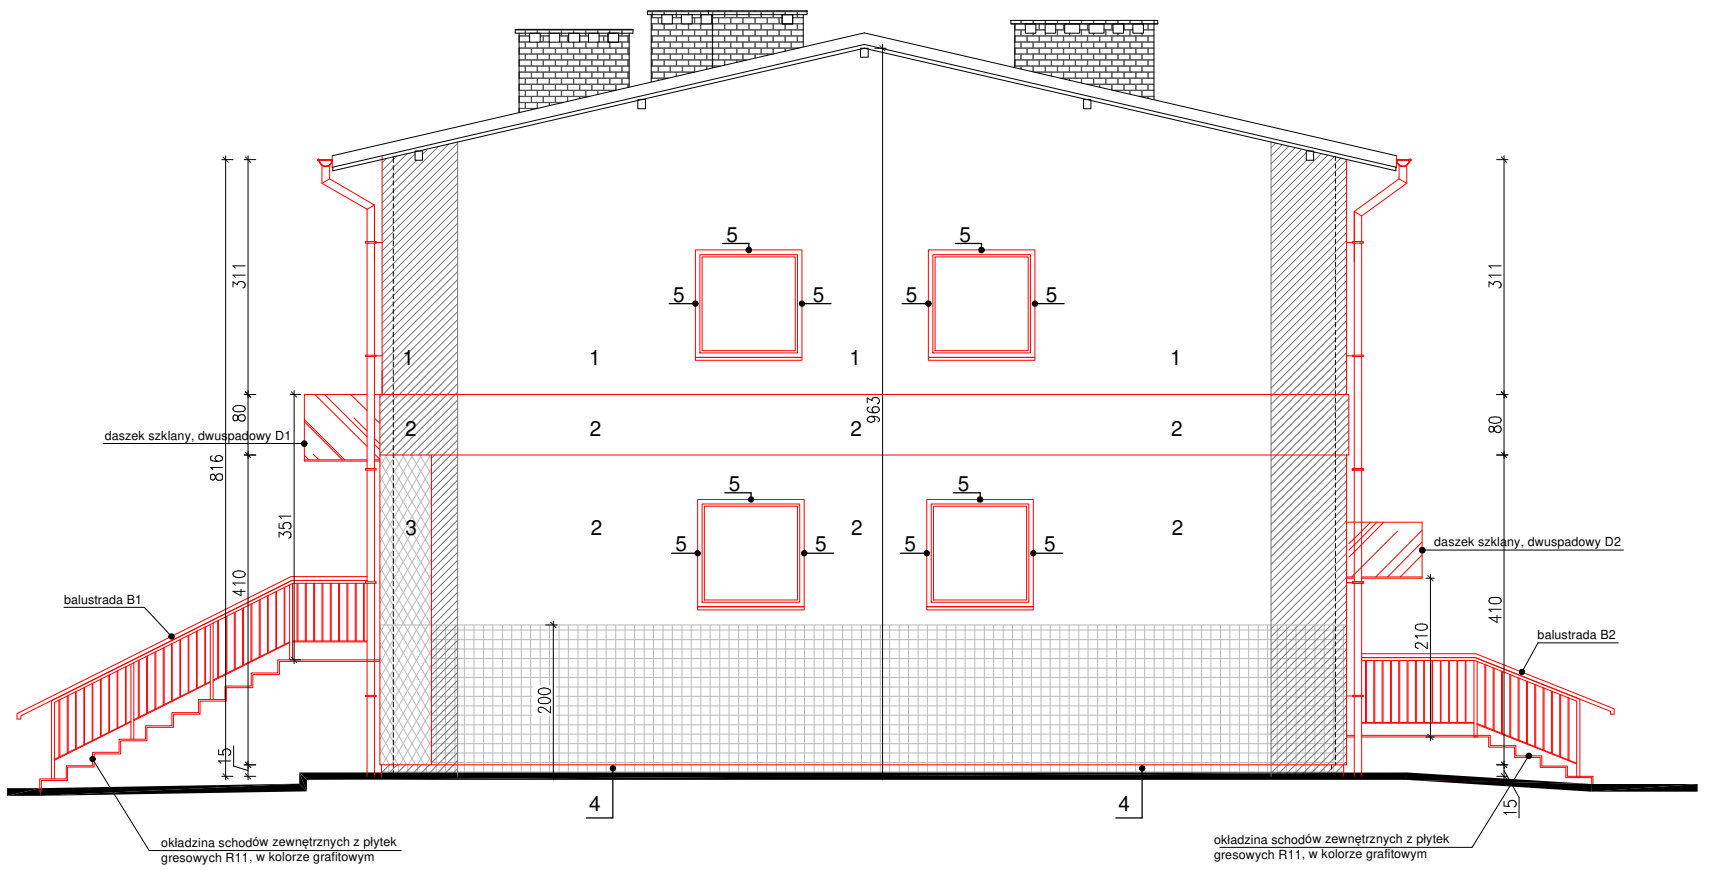 5 5
5 5 5 5
311 311
1 1 1 1
963
80 80
2 2 2 2
daszek szklany, dwuspadowy D1
816
5 5
351
3 2 2 2
5 5 5 5
daszek szklany, dwuspadowy D2
410 410
balustrada B1
210
balustrada B2
200
15
4 4
15
okładzina schodów zewnętrznych z płytek
gresowych R11, w kolorze grafitowym
okładzina schodów zewnętrznych z płytek
gresowych R11, w kolorze grafitowym